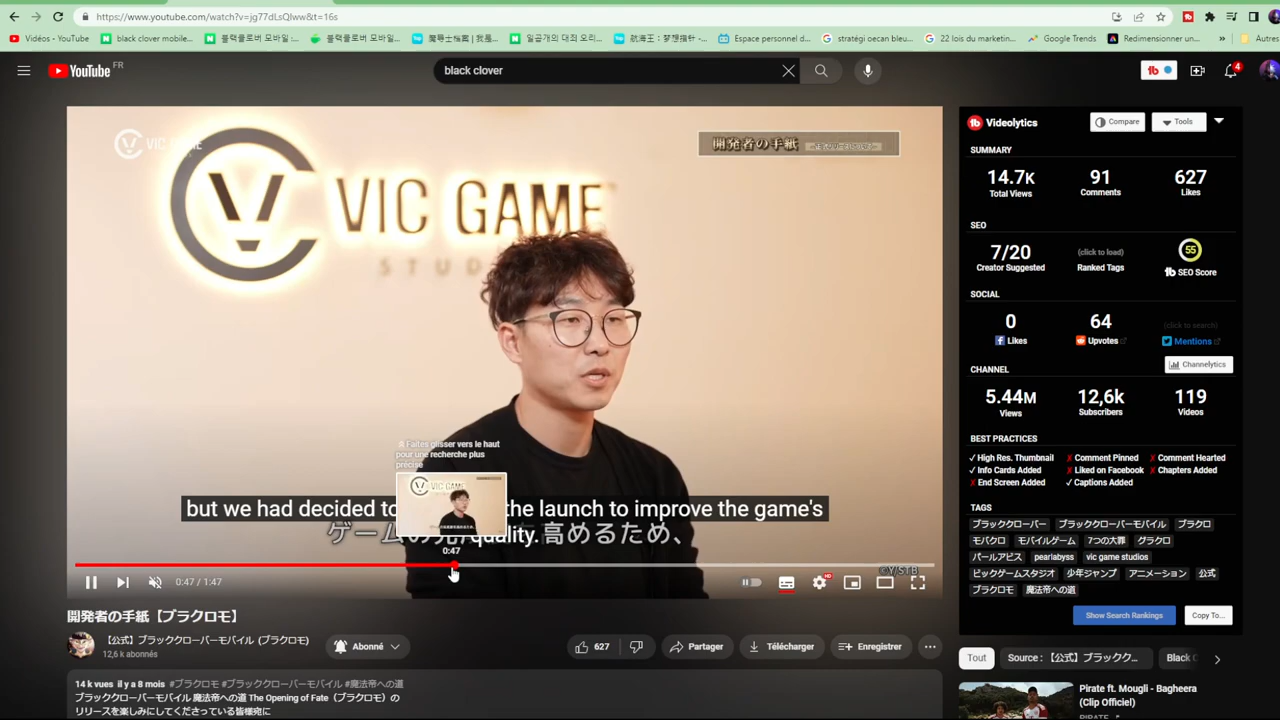 https://www.youtube.com/watch?v=jg77dLsQIww&t=16s
Vidéos - YouTube
black clover mobile...
블랙클로버 모바일 :...
블랙클로버 모바일...
일곱개의 대죄 오리...
Espace personnel d...
stratégi oecan bleu...
22 lois du marketin...
Google Trends
Redimensionner un...
»
Autres
YouTube FR
black clover
4
VIC GAME
開発者の手紙
VIC GAME
STUD
Faites glisser vers le haut
pour une recherche plus
précise
VIC GAME
but we had decided to
the launch to improve the game's
quality.
高めるため、
0:47
©Y/STB
0:47 / 1:47
HD
開発者の手紙【ブラクロモ】
【公式】ブラッククローバーモバイル (ブラクロモ)
12,6 k abonnés
Abonné
627
Partager
Télécharger
Enregistrer
14 k vues il y a 8 mois #ブラクロモ #ブラッククローバーモバイル #魔法帝への道
ブラッククローバーモバイル 魔法帝への道 The Opening of Fate（ブラクロモ）の
リリースを楽しみにしてくださっている皆様宛に
tb Videolytics
Compare
Tools
SUMMARY
14.7K
Total Views
91
Comments
627
Likes
SEO
7/20
Creator Suggested
(click to load)
Ranked Tags
55
tb SEO Score
SOCIAL
0
Likes
64
Upvotes
(click to search)
Mentions
Channelytics
CHANNEL
5.44M
Views
12,6k
Subscribers
119
Videos
BEST PRACTICES
✓ High Res. Thumbnail
✗ Comment Pinned
✗ Comment Hearted
✓ Info Cards Added
✗ Liked on Facebook
✗ Chapters Added
✗ End Screen Added
✓ Captions Added
TAGS
ブラッククローバー
ブラッククローバーモバイル
ブラクロ
モバクロ
モバイルゲーム
7つの大罪
グラクロ
パールアビス
pearlabyss
vic game studios
ビックゲームスタジオ
少年ジャンプ
アニメーション
公式
ブラクロモ
魔法帝への道
Show Search Rankings
Copy To...
Tout
Source : 【公式】ブラックク...
Black C
Pirate ft. Mougli - Bagheera
(Clip Officiel)
PIRATE